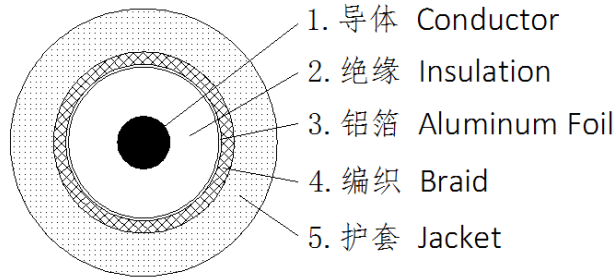 1. 导体 Conductor
2. 绝缘 Insulation
3. 铝箔 Aluminum Foil
4. 编织 Braid
5. 护套 Jacket